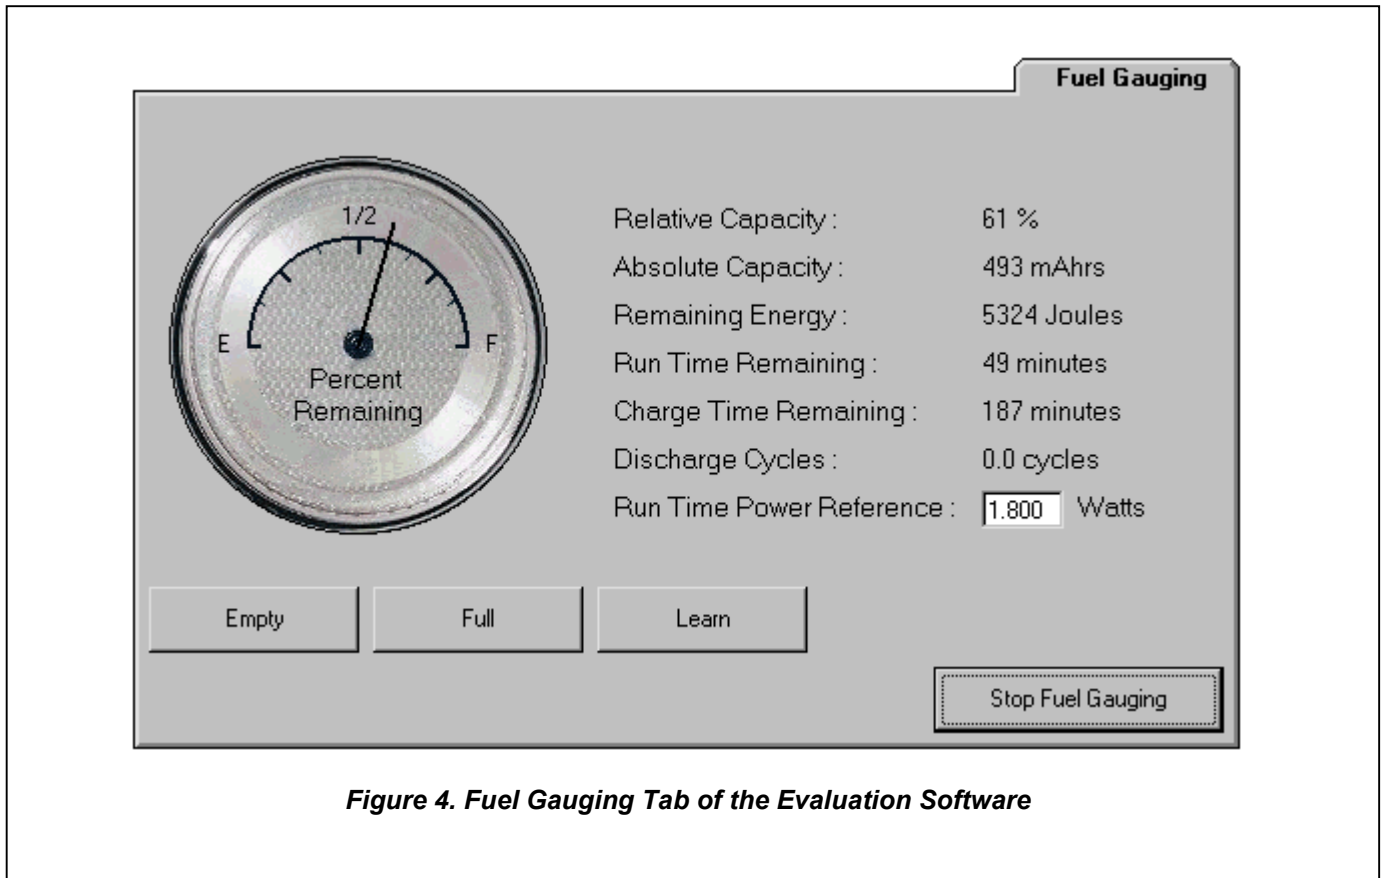 Fuel Gauging
1/2
E
F
Percent
Remaining
Relative Capacity : 61 %
Absolute Capacity : 493 mAhrs
Remaining Energy : 5324 Joules
Run Time Remaining : 49 minutes
Charge Time Remaining : 187 minutes
Discharge Cycles : 0.0 cycles
Run Time Power Reference : 1.800 Watts
Empty
Full
Learn
Stop Fuel Gauging
Figure 4. Fuel Gauging Tab of the Evaluation Software